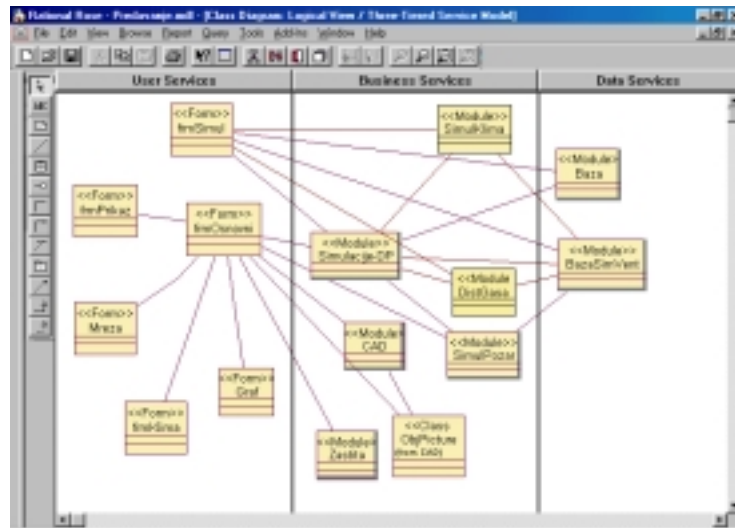 Rational Rose - Predavanje.mdl - [Class Diagram: Logical View / Three-Tiered Service Model]
File Edit View Browse Report Query Tools Add-Ins Window Help
User Services Business Services Data Services
<<Form>>
frmSimul
<<Module>>
SimulKlima
<<Module>>
Baza
<<Form>>
frmPrikaz
<<Form>>
frmOsnovni
<<Module>>
Simulacija-DP
<<Module>>
BazaSimVent
<<Module
DistGasa
<<Form>>
Mreza
<<Module>
CAD
<<Module>>
SimulPozar
<<Form>>
Graf
<<Form>>
<<Module>
Zastita
<<Class
ObjPicture
(from CAD)